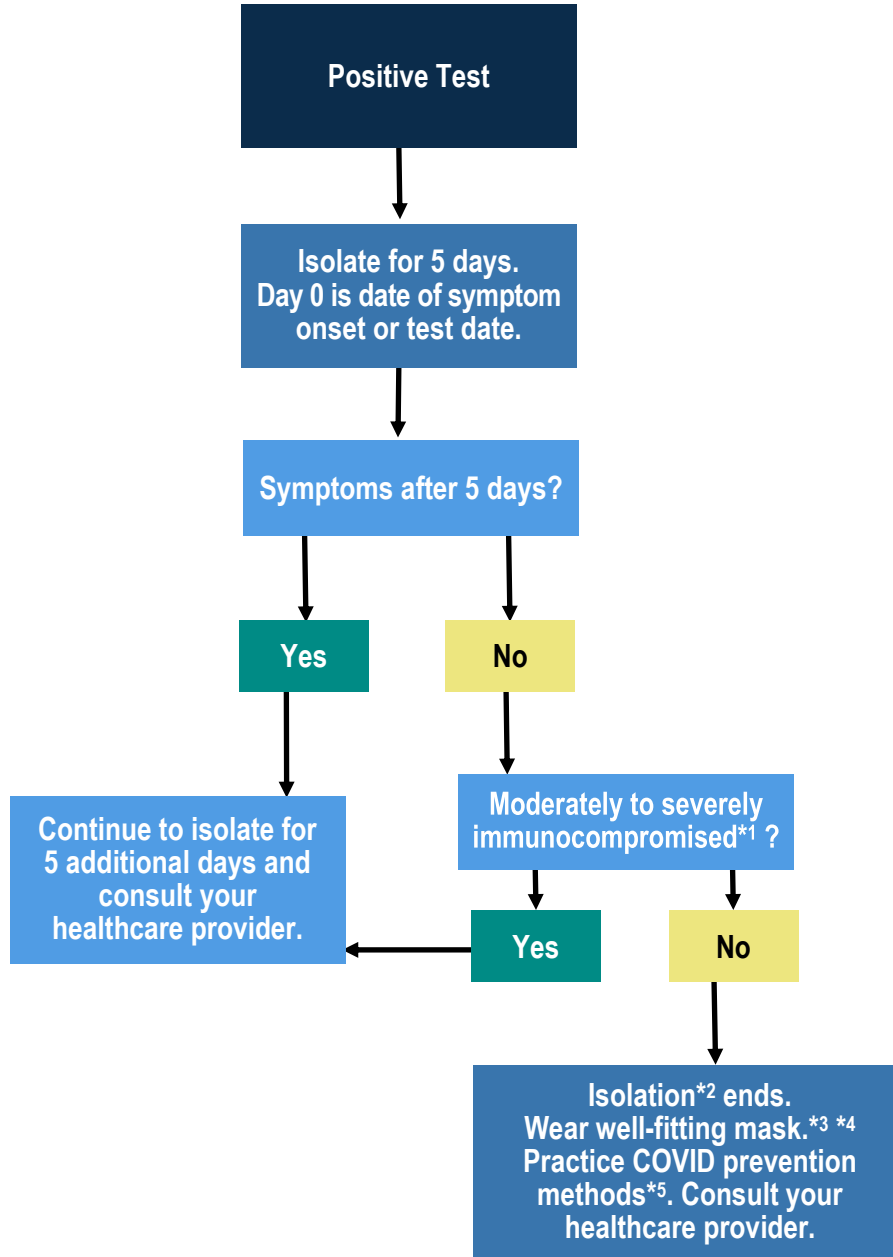 Positive Test
Isolate for 5 days.
Day 0 is date of symptom
onset or test date.
Symptoms after 5 days?
Yes
No
Moderately to severely
immunocompromised*1 ?
Continue to isolate for
5 additional days and
consult your
healthcare provider.
Yes
No
Isolation*2 ends.
Wear well-fitting mask.*3 *4
Practice COVID prevention
methods*5. Consult your
healthcare provider.